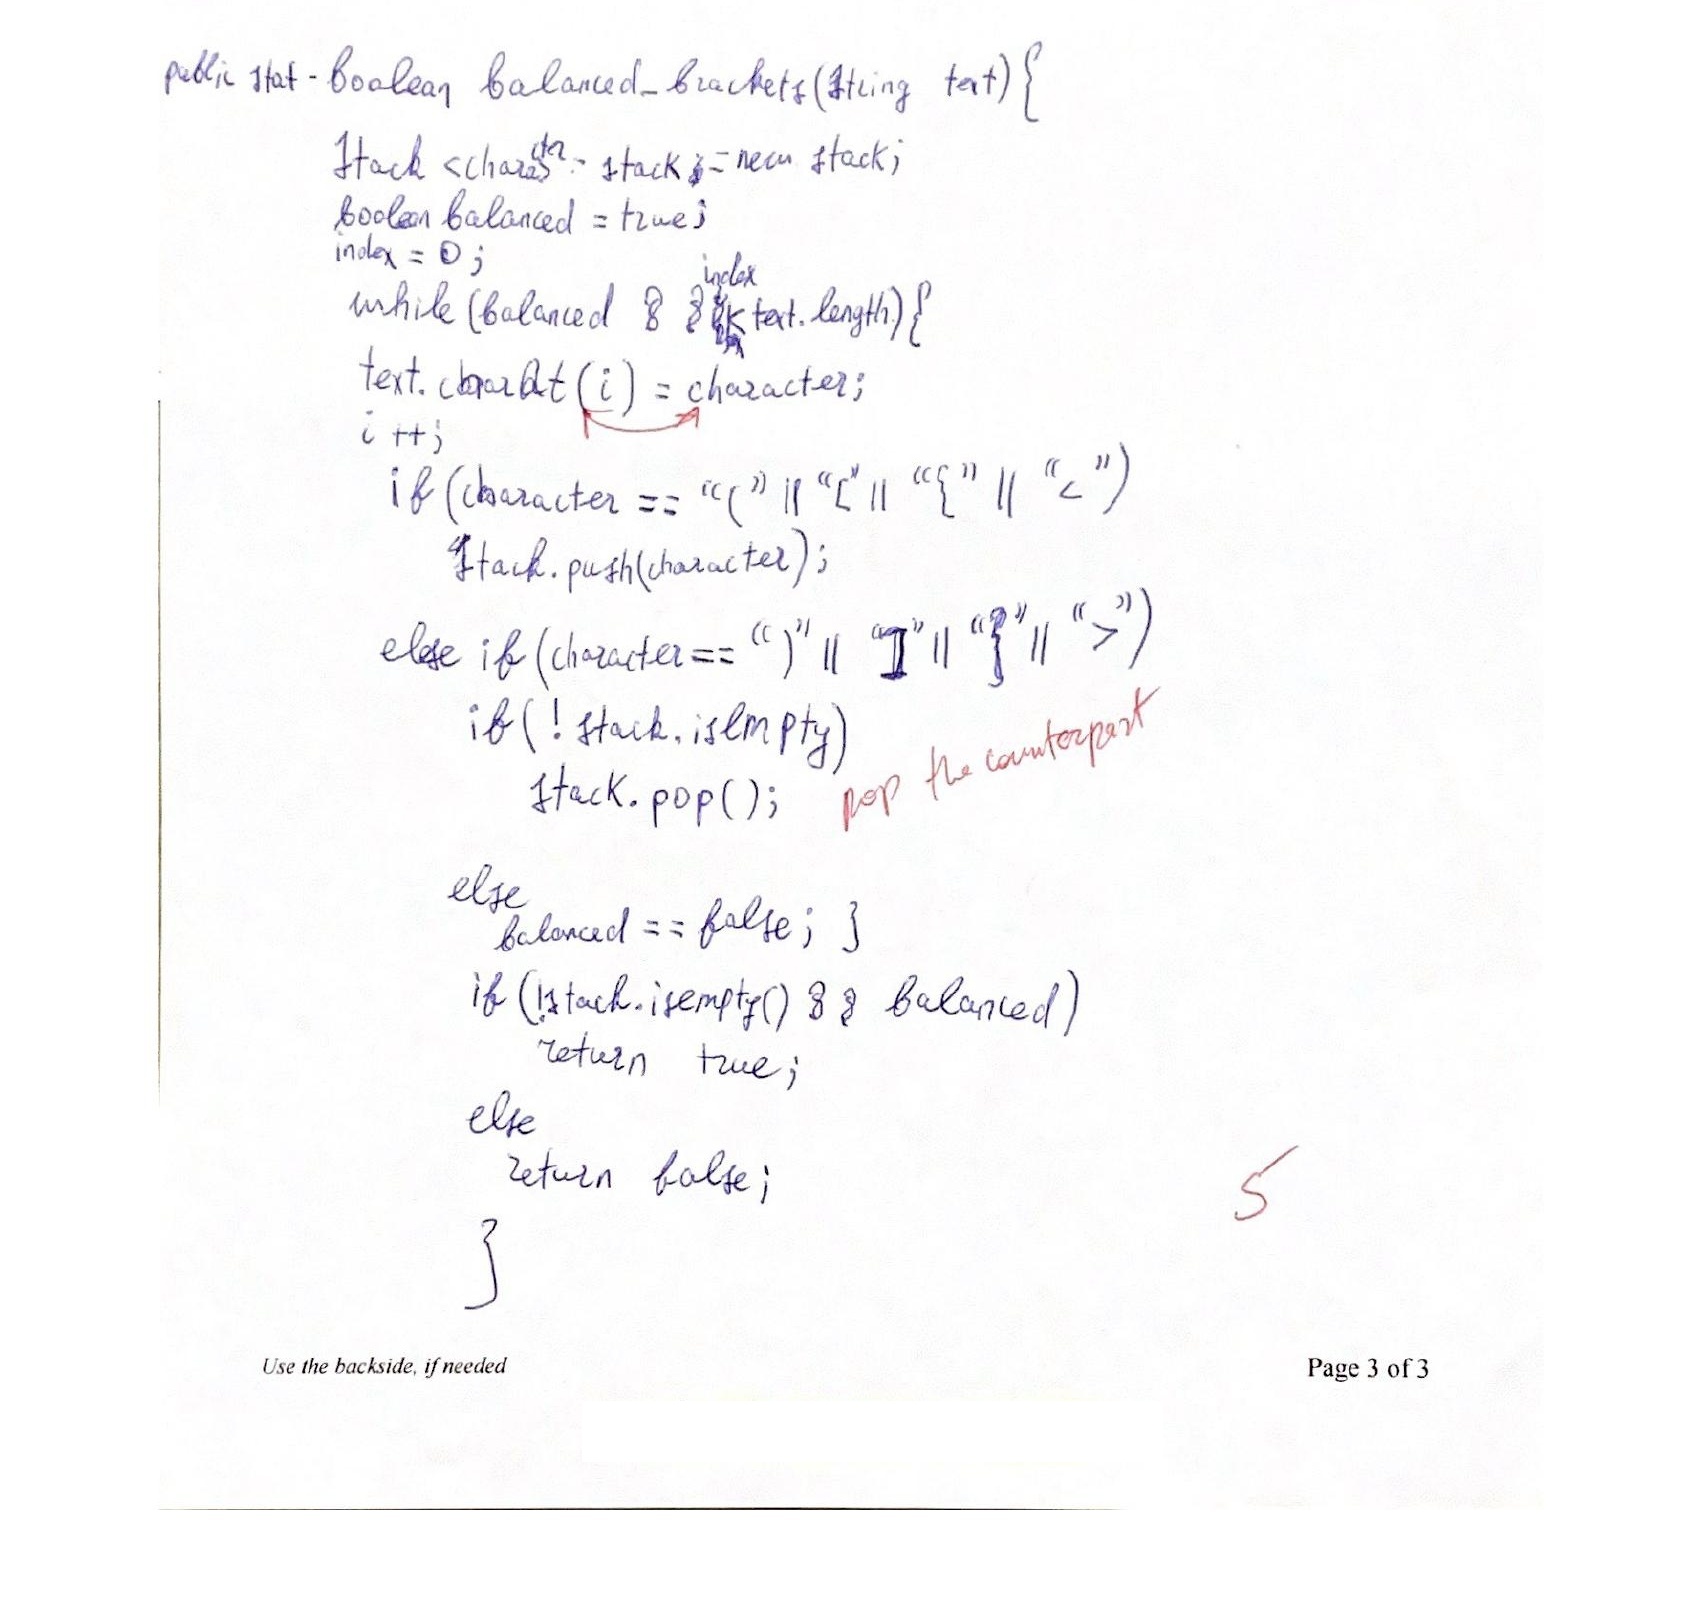 public stat - boolean balanced_brackets(String text){
Stack <character> stack = new stack;
boolean balanced = true;
index = 0;
while (balanced && index < text.length){
text.charAt(i) = character;
i++;
if (character == "(" || "[" || "{" || "<")
stack.push(character);
else if (character == ")" || "]" || "}" || ">")
if (! stack.isEmpty)
stack.pop(); pop the counterpart
else
balanced == false; }
if (!stack.isempty() && balanced)
return true;
else
return false;
}
5
Use the backside, if needed
Page 3 of 3